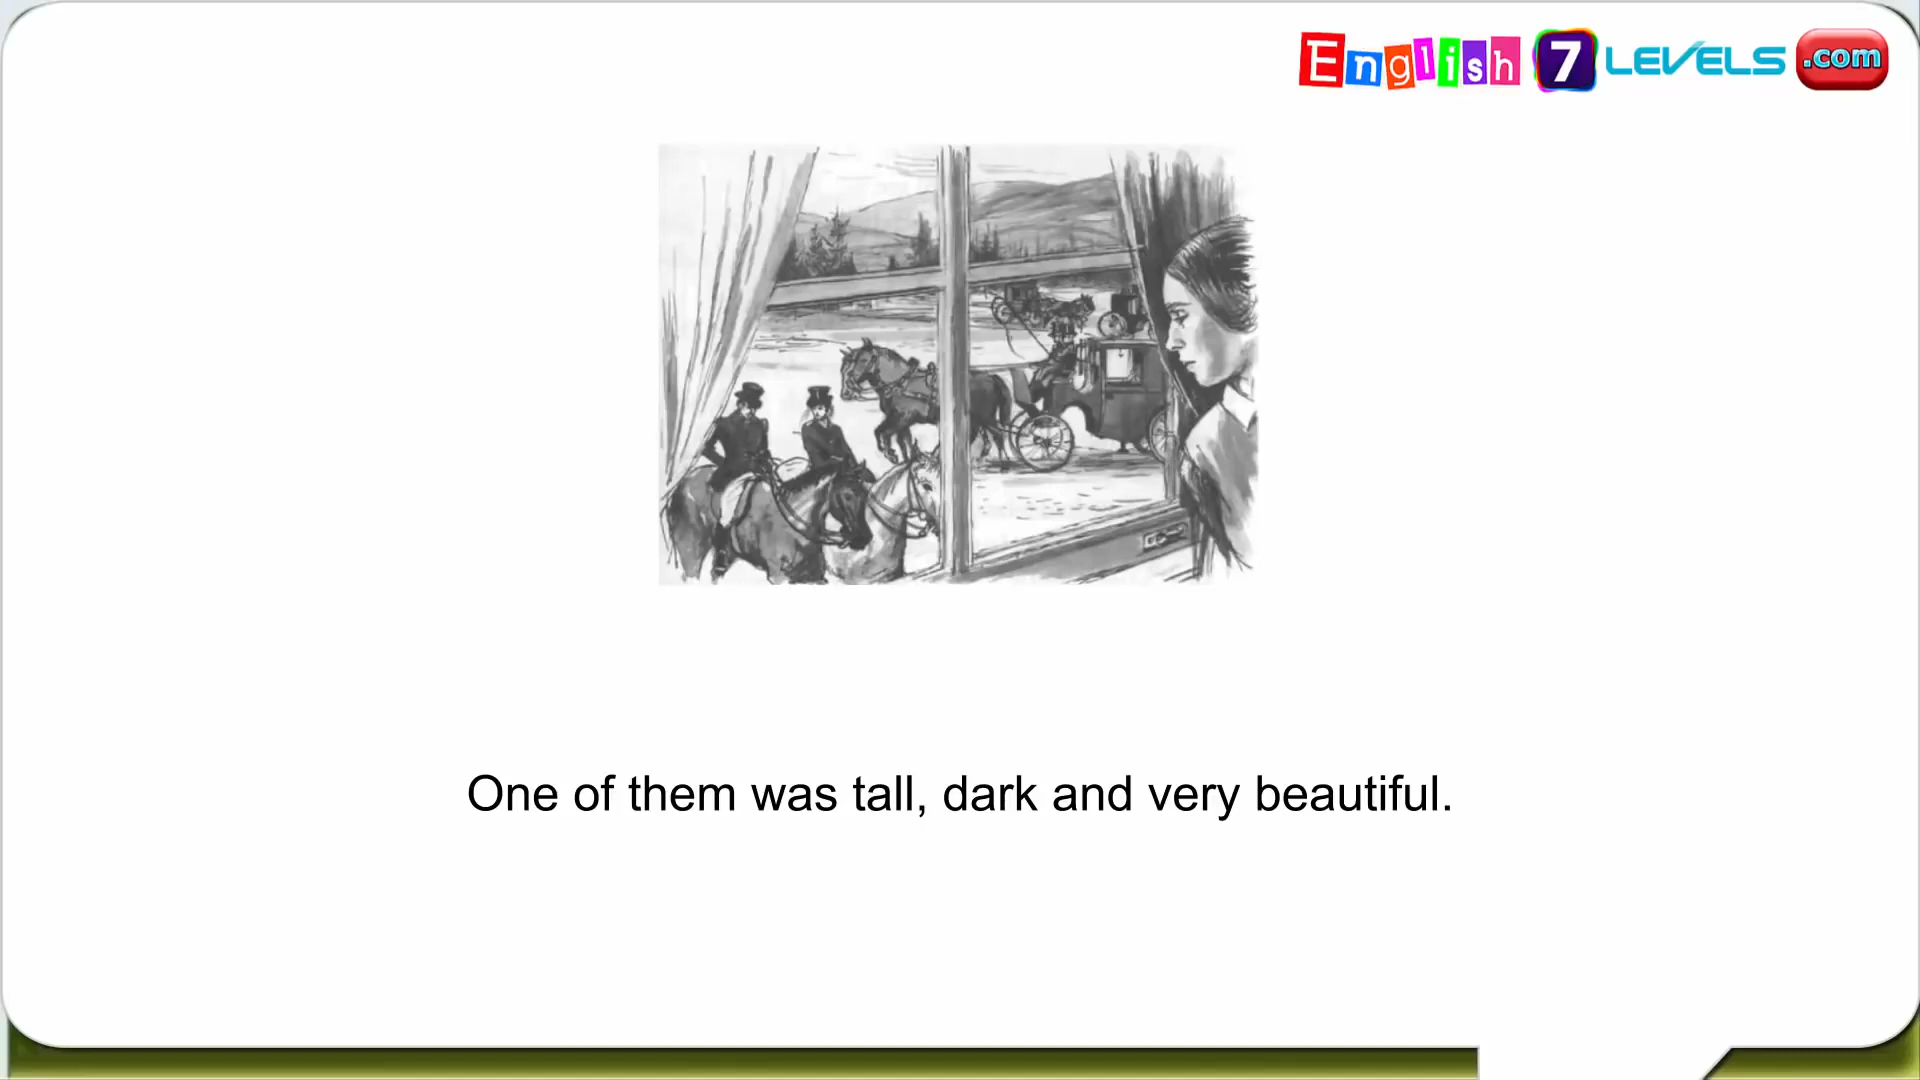 English 7 LEVELS .com
One of them was tall, dark and very beautiful.